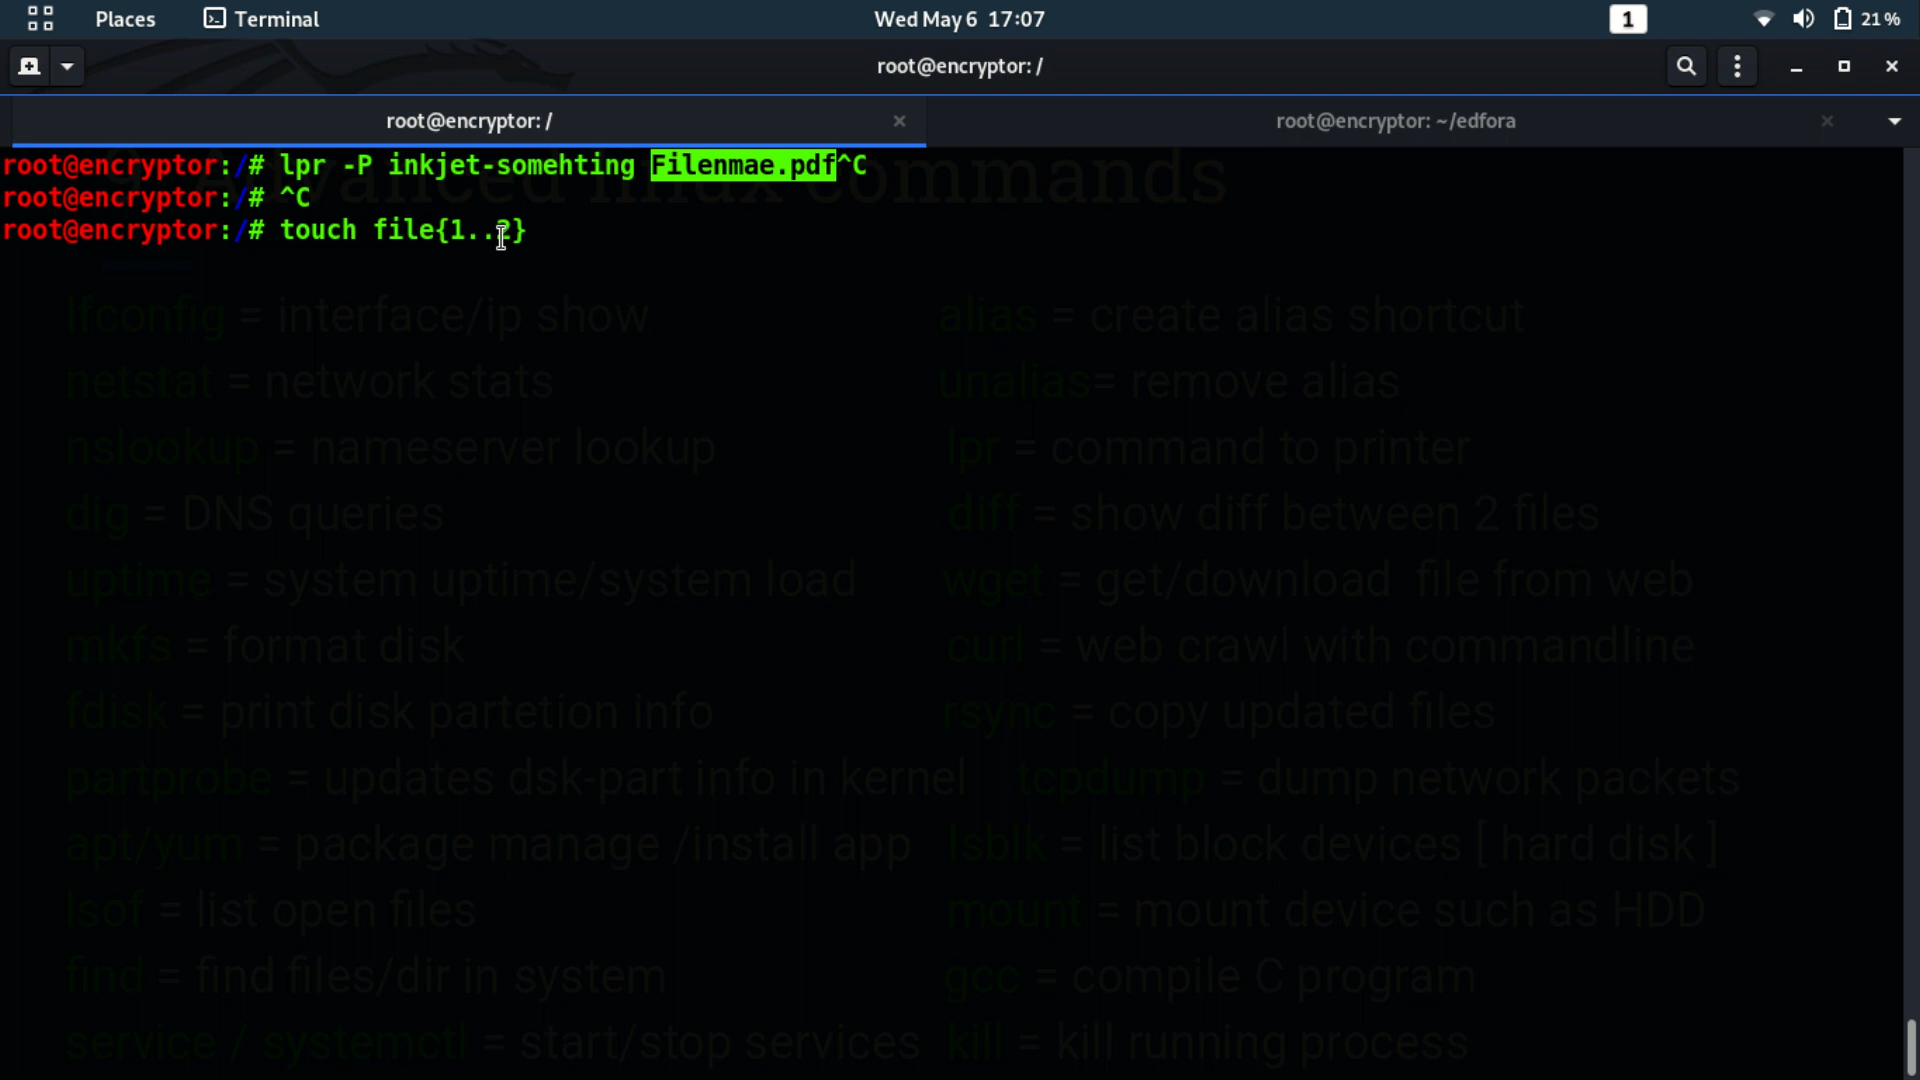 Places Terminal Wed May 6 17:07 1 21%
root@encryptor: /
root@encryptor: / root@encryptor: ~/edfora
root@encryptor:/# lpr -P inkjet-somehting Filenmae.pdf^C
root@encryptor:/# ^C
root@encryptor:/# touch file{1..2}
Advanced linux commands
Ifconfig = interface/ip show
alias = create alias shortcut
netstat = network stats
unalias= remove alias
nslookup = nameserver lookup
lpr = command to printer
dig = DNS queries
diff = show diff between 2 files
uptime = system uptime/system load
wget = get/download file from web
mkfs = format disk
curl = web crawl with commandline
fdisk = print disk partetion info
rsync = copy updated files
partprobe = updates dsk-part info in kernel
tcpdump = dump network packets
apt/yum = package manage /install app
lsblk = list block devices [ hard disk ]
lsof = list open files
mount = mount device such as HDD
find = find files/dir in system
gcc = compile C program
service / systemctl = start/stop services
kill = kill running process